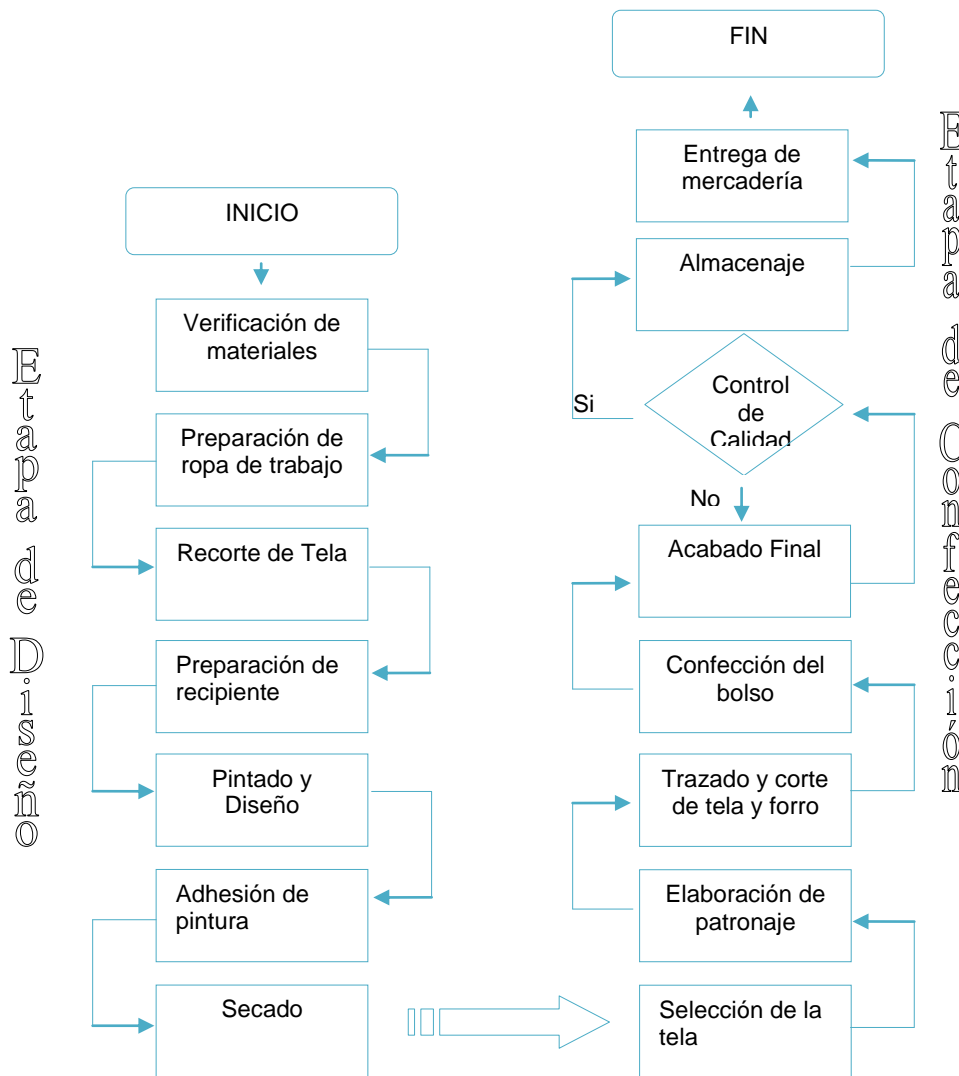 Etapa de Diseño
INICIO
Verificación de
materiales
Preparación de
ropa de trabajo
Recorte de Tela
Preparación de
recipiente
Pintado y
Diseño
Adhesión de
pintura
Secado
FIN
Entrega de
mercadería
Almacenaje
Control
de
Calidad
Si
No
Acabado Final
Confección del
bolso
Trazado y corte
de tela y forro
Elaboración de
patronaje
Selección de la
tela
Etapa de Confección